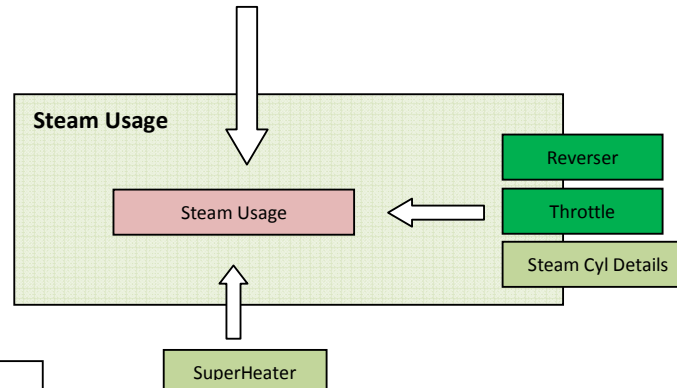 Steam Usage
Reverser
Steam Usage
Throttle
Steam Cyl Details
SuperHeater